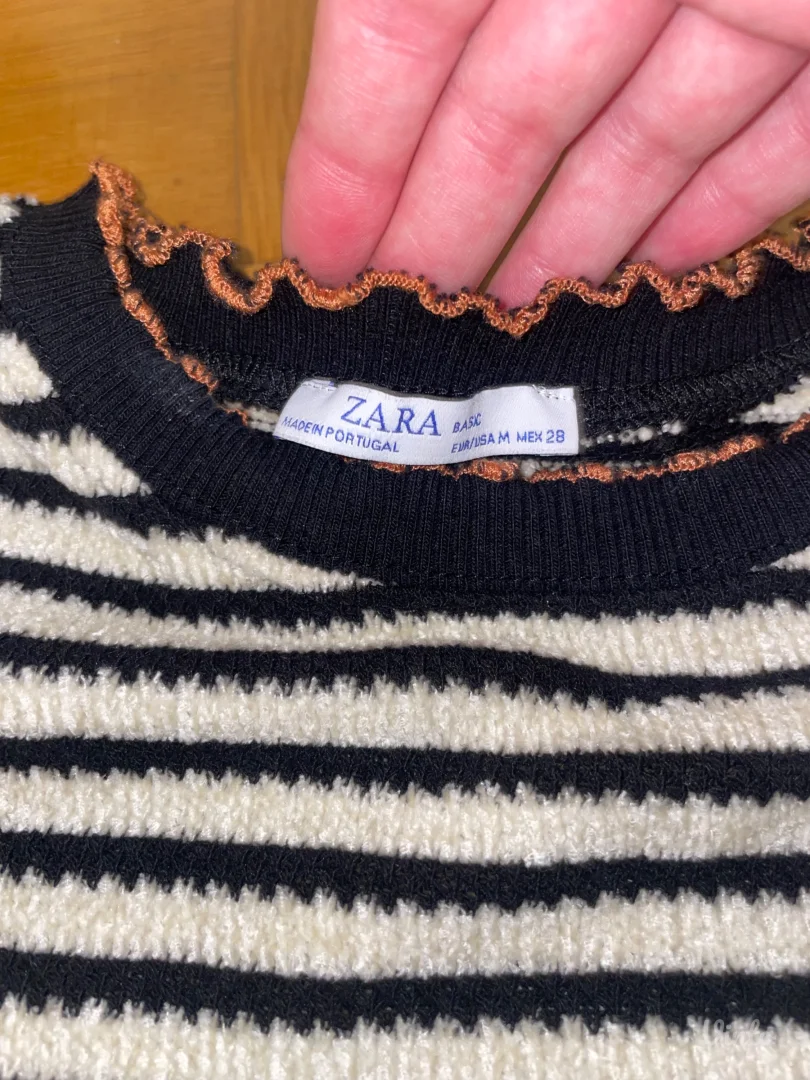 ZARA BASIC
MADE IN PORTUGAL EUR/USA M MEX 28